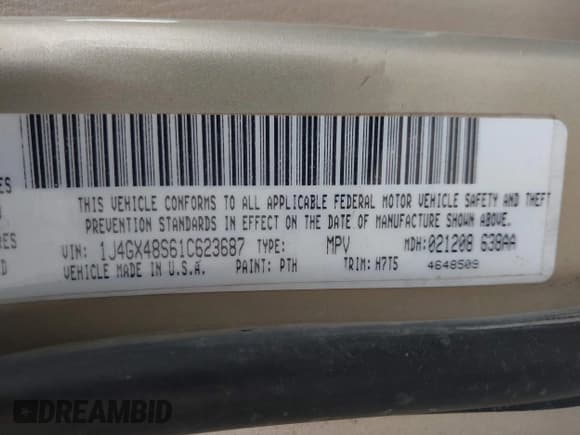 THIS VEHICLE CONFORMS TO ALL APPLICABLE FEDERAL MOTOR VEHICLE SAFETY AND THEFT
PREVENTION STANDARDS IN EFFECT ON THE DATE OF MANUFACTURE SHOWN ABOVE.
VIN: 1J4GX48S61C623687 TYPE: MPV MDH:021208 638AA
VEHICLE MADE IN U.S.A. PAINT: PTH TRIM: H7T5 4648509
DREAMBID